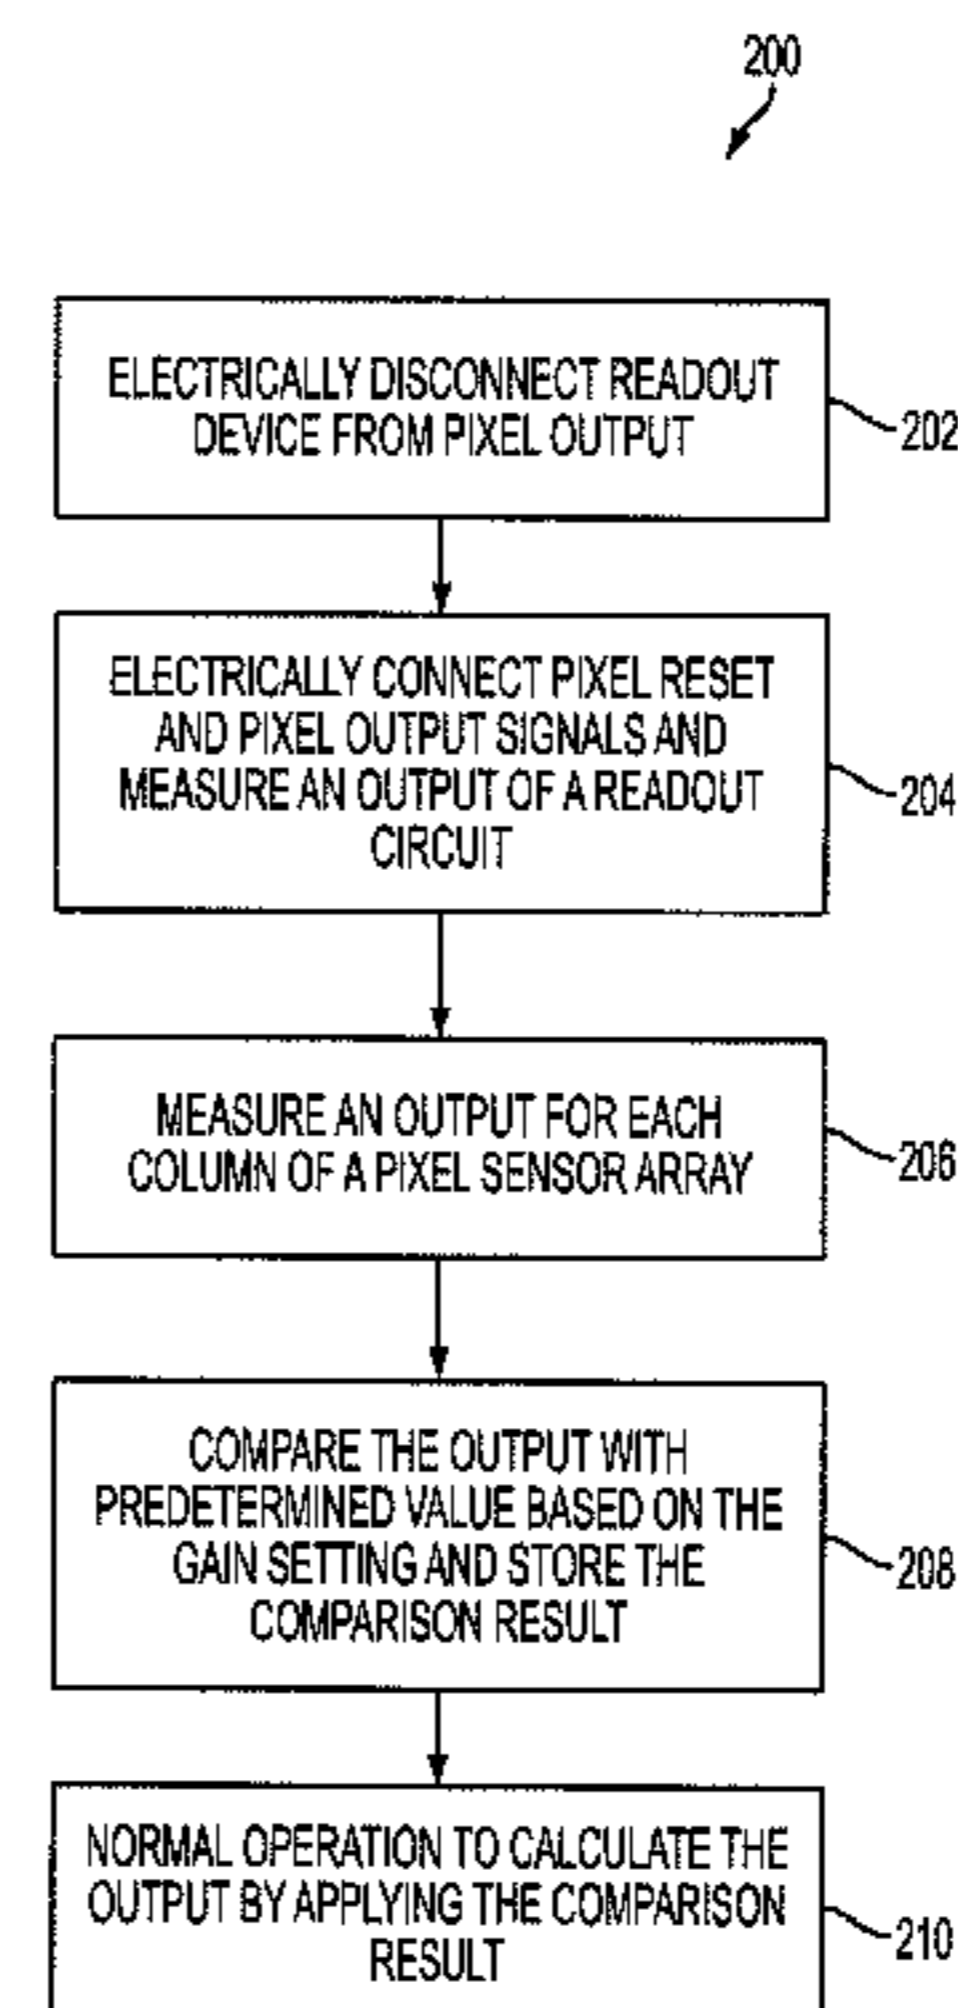 200
ELECTRICALLY DISCONNECT READOUT
DEVICE FROM PIXEL OUTPUT
202
ELECTRICALLY CONNECT PIXEL RESET
AND PIXEL OUTPUT SIGNALS AND
MEASURE AN OUTPUT OF A READOUT
CIRCUIT
204
MEASURE AN OUTPUT FOR EACH
COLUMN OF A PIXEL SENSOR ARRAY
206
COMPARE THE OUTPUT WITH
PREDETERMINED VALUE BASED ON THE
GAIN SETTING AND STORE THE
COMPARISON RESULT
208
NORMAL OPERATION TO CALCULATE THE
OUTPUT BY APPLYING THE COMPARISON
RESULT
210